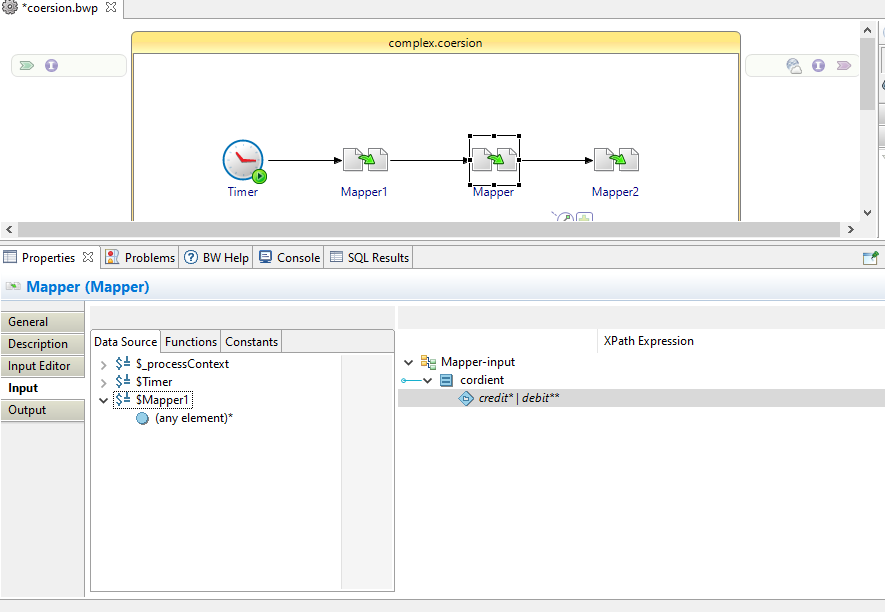 *coersion.bwp
complex.coersion
Timer
Mapper1
Mapper
Mapper2
Properties
Problems
BW Help
Console
SQL Results
Mapper (Mapper)
General
Description
Input Editor
Input
Output
Data Source
Functions
Constants
XPath Expression
$_processContext
$Timer
$Mapper1
(any element)*
Mapper-input
cordient
credit* | debit**